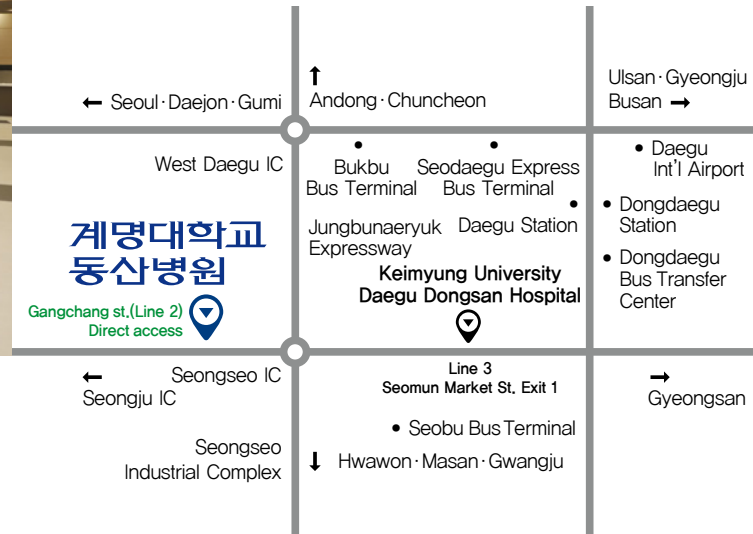 ← Seoul·Daejon·Gumi
↑
Andong·Chuncheon
Ulsan·Gyeongju
Busan →
West Daegu IC
• Bukbu
Bus Terminal
• Seodaegu Express
Bus Terminal
• Daegu
Int'l Airport
Jungbunaeryuk
Expressway
Daegu Station •
• Dongdaegu
Station
• Dongdaegu
Bus Transfer
Center
계명대학교
동산병원
Gangchang st.(Line 2)
Direct access
Keimyung University
Daegu Dongsan Hospital
← Seongseo IC
Seongju IC
Line 3
Seomun Market St. Exit 1
→
Gyeongsan
• Seobu Bus Terminal
Seongseo
Industrial Complex
↓ Hwawon·Masan·Gwangju